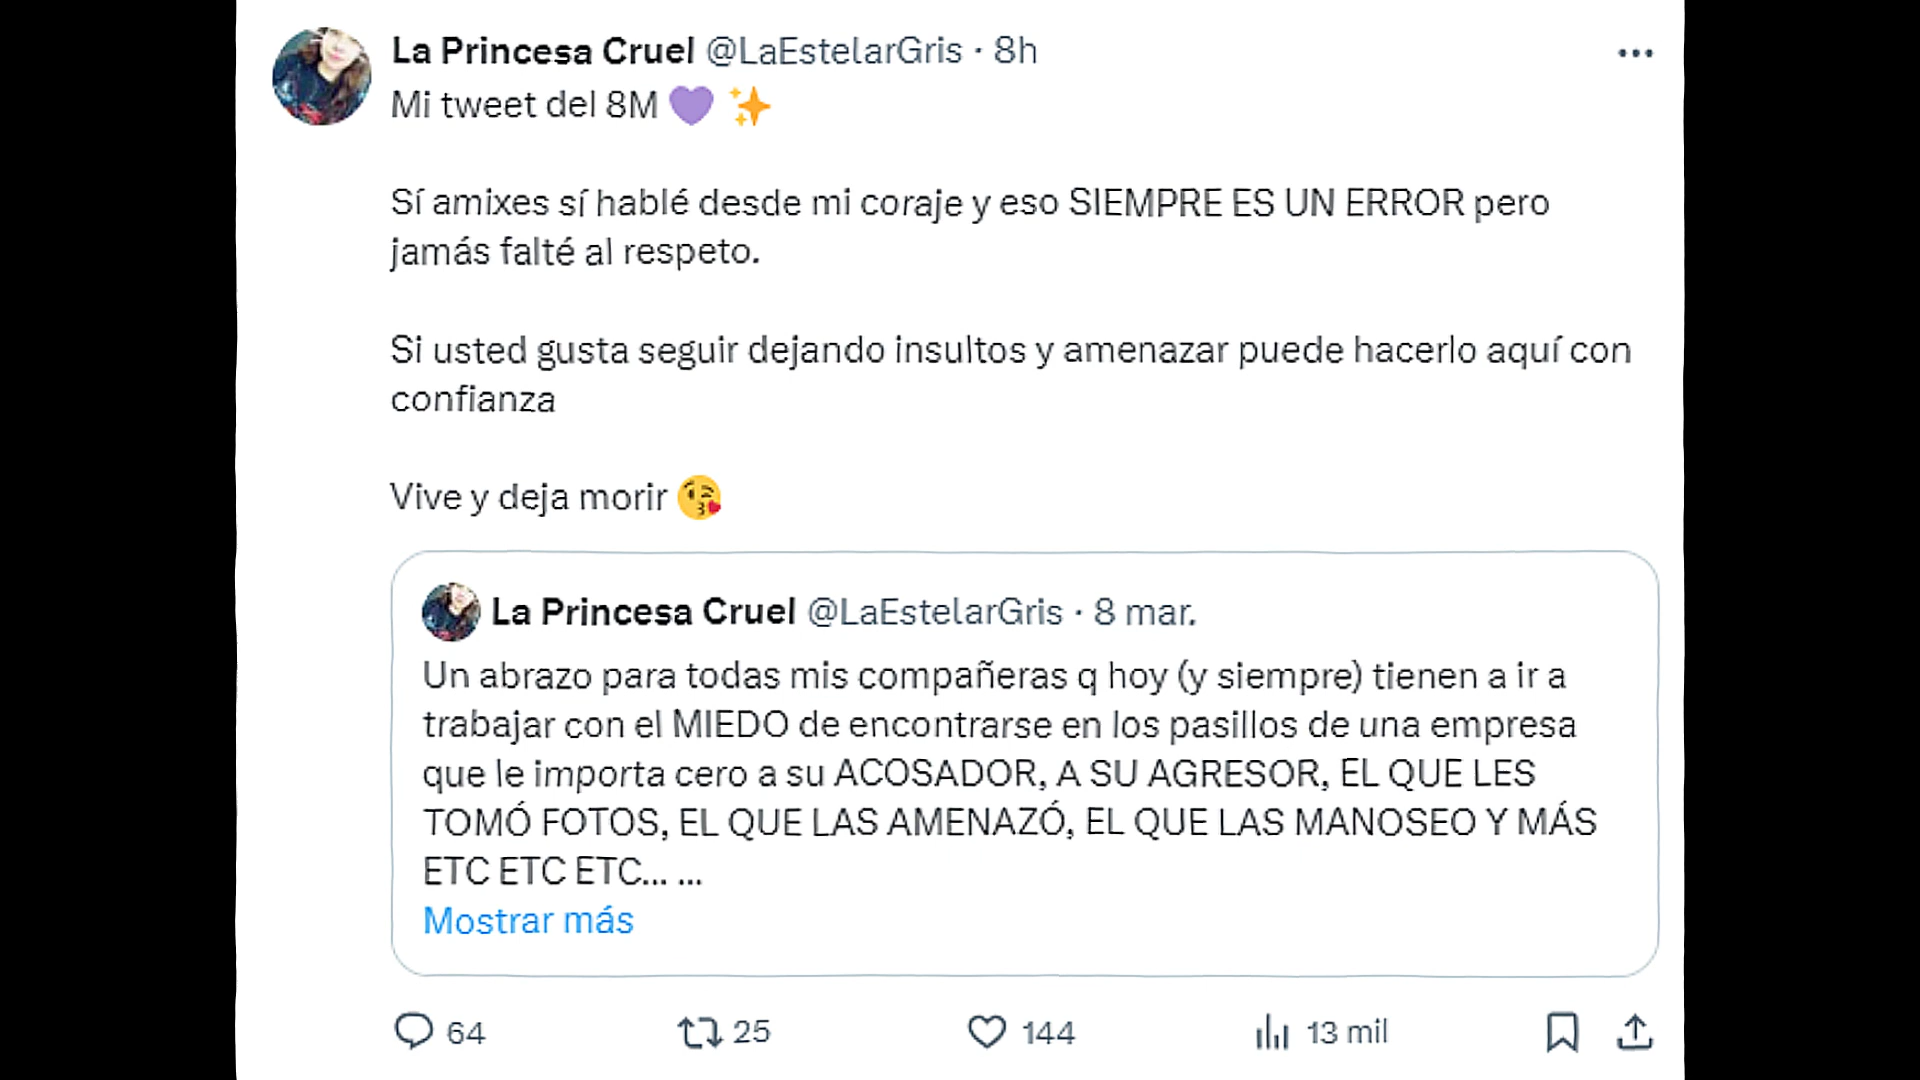 La Princesa Cruel @LaEstelarGris · 8h
Mi tweet del 8M 💜 ✨
Sí amixes sí hablé desde mi coraje y eso SIEMPRE ES UN ERROR pero
jamás falté al respeto.
Si usted gusta seguir dejando insultos y amenazar puede hacerlo aquí con
confianza
Vive y deja morir 😘
La Princesa Cruel @LaEstelarGris · 8 mar.
Un abrazo para todas mis compañeras q hoy (y siempre) tienen a ir a
trabajar con el MIEDO de encontrarse en los pasillos de una empresa
que le importa cero a su ACOSADOR, A SU AGRESOR, EL QUE LES
TOMÓ FOTOS, EL QUE LAS AMENAZÓ, EL QUE LAS MANOSEO Y MÁS
ETC ETC ETC... ...
Mostrar más
64 25 144 13 mil